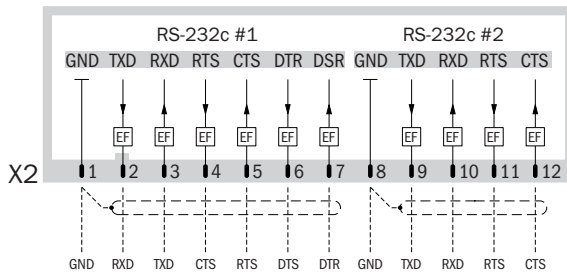 RS-232c #1 RS-232c #2
GND TXD RXD RTS CTS DTR DSR GND TXD RXD RTS CTS
EF EF EF EF EF EF EF EF EF EF
X2 1 2 3 4 5 6 7 8 9 10 11 12
GND RXD TXD CTS RTS DTS DTR GND TXD RXD RTS CTS